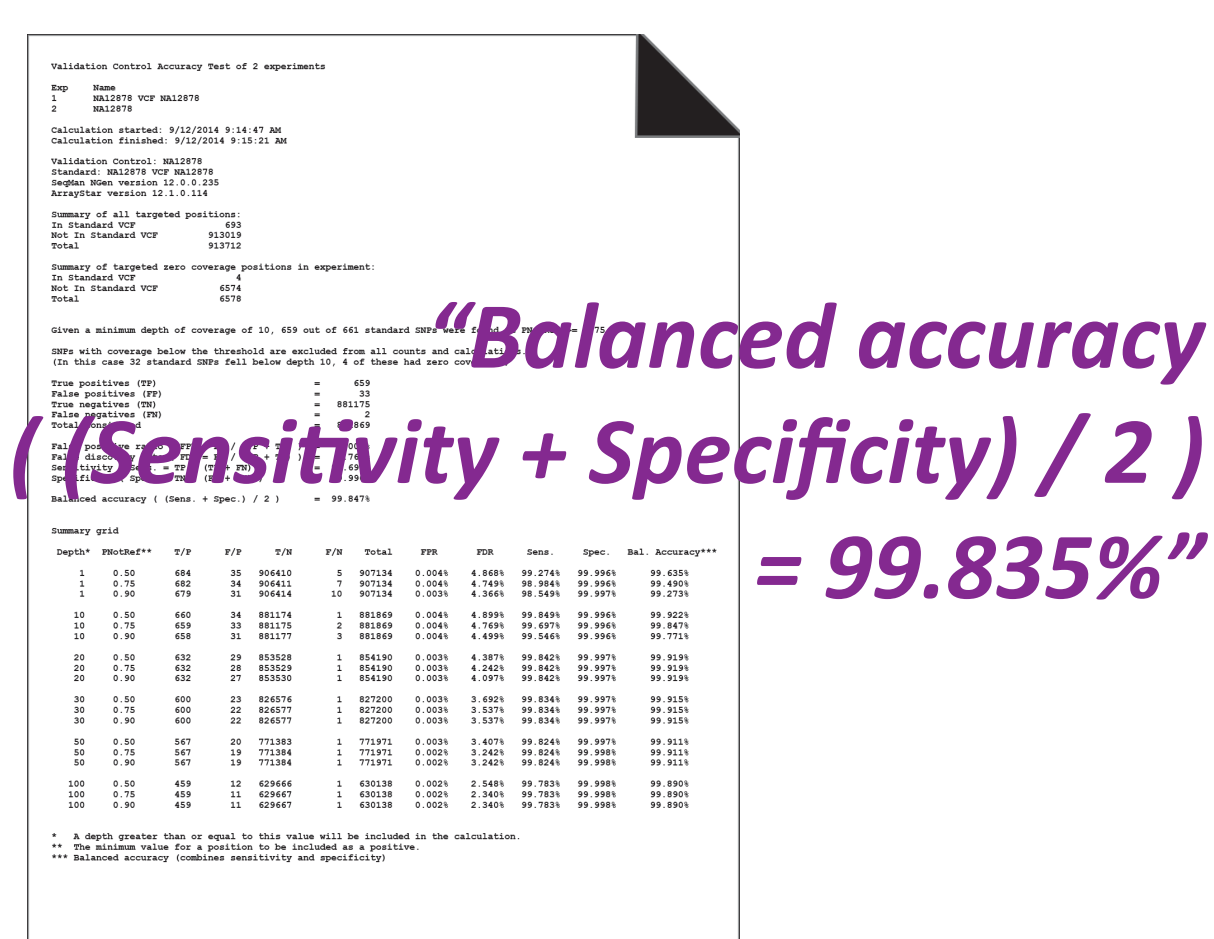 Validation Control Accuracy Test of 2 experiments
Exp Name
1 NA12878 VCF NA12878
2 NA12878
Calculation started: 9/12/2014 9:14:47 AM
Calculation finished: 9/12/2014 9:15:21 AM
Validation Control: NA12878
Standard: NA12878 VCF NA12878
SeqMan NGen version 12.0.0.235
ArrayStar version 12.1.0.114
Summary of all targeted positions:
In Standard VCF 693
Not In Standard VCF 913019
Total 913712
Summary of targeted zero coverage positions in experiment:
In Standard VCF 4
Not In Standard VCF 6574
Total 6578
Given a minimum depth of coverage of 10, 659 out of 661 standard SNPs were
SNPs with coverage below the threshold are excluded from all counts and
(In this case 32 standard SNPs fell below depth 10, 4 of these had zero
“Balanced accuracy
True positives (TP) = 659
False positives (FP) = 33
True negatives (TN) = 881175
False negatives (FN) = 2
Total =
( (Sensitivity + Specificity) / 2 )
Balanced accuracy ( (Sens. + Spec.) / 2 ) = 99.847%
= 99.835%”
Summary grid
Depth* PNotRef** T/P F/P T/N F/N Total FPR FDR Sens. Spec. Bal. Accuracy***
1 0.50 684 35 906410 5 907134 0.004% 4.868% 99.274% 99.996% 99.635%
1 0.75 682 34 906411 7 907134 0.004% 4.749% 98.984% 99.996% 99.490%
1 0.90 679 31 906414 10 907134 0.003% 4.366% 98.549% 99.997% 99.273%
10 0.50 660 34 881174 1 881869 0.004% 4.899% 99.849% 99.996% 99.922%
10 0.75 659 33 881175 2 881869 0.004% 4.769% 99.697% 99.996% 99.847%
10 0.90 658 31 881177 3 881869 0.004% 4.499% 99.546% 99.996% 99.771%
20 0.50 632 29 853528 1 854190 0.003% 4.387% 99.842% 99.997% 99.919%
20 0.75 632 28 853529 1 854190 0.003% 4.242% 99.842% 99.997% 99.919%
20 0.90 632 27 853530 1 854190 0.003% 4.097% 99.842% 99.997% 99.919%
30 0.50 600 23 826576 1 827200 0.003% 3.692% 99.834% 99.997% 99.915%
30 0.75 600 22 826577 1 827200 0.003% 3.537% 99.834% 99.997% 99.915%
30 0.90 600 22 826577 1 827200 0.003% 3.537% 99.834% 99.997% 99.915%
50 0.50 567 20 771383 1 771971 0.003% 3.407% 99.824% 99.997% 99.911%
50 0.75 567 19 771384 1 771971 0.002% 3.242% 99.824% 99.998% 99.911%
50 0.90 567 19 771384 1 771971 0.002% 3.242% 99.824% 99.998% 99.911%
100 0.50 459 12 629666 1 630138 0.002% 2.548% 99.783% 99.998% 99.890%
100 0.75 459 11 629667 1 630138 0.002% 2.340% 99.783% 99.998% 99.890%
100 0.90 459 11 629667 1 630138 0.002% 2.340% 99.783% 99.998% 99.890%
* A depth greater than or equal to this value will be included in the calculation.
** The minimum value for a position to be included as a positive.
*** Balanced accuracy (combines sensitivity and specificity)